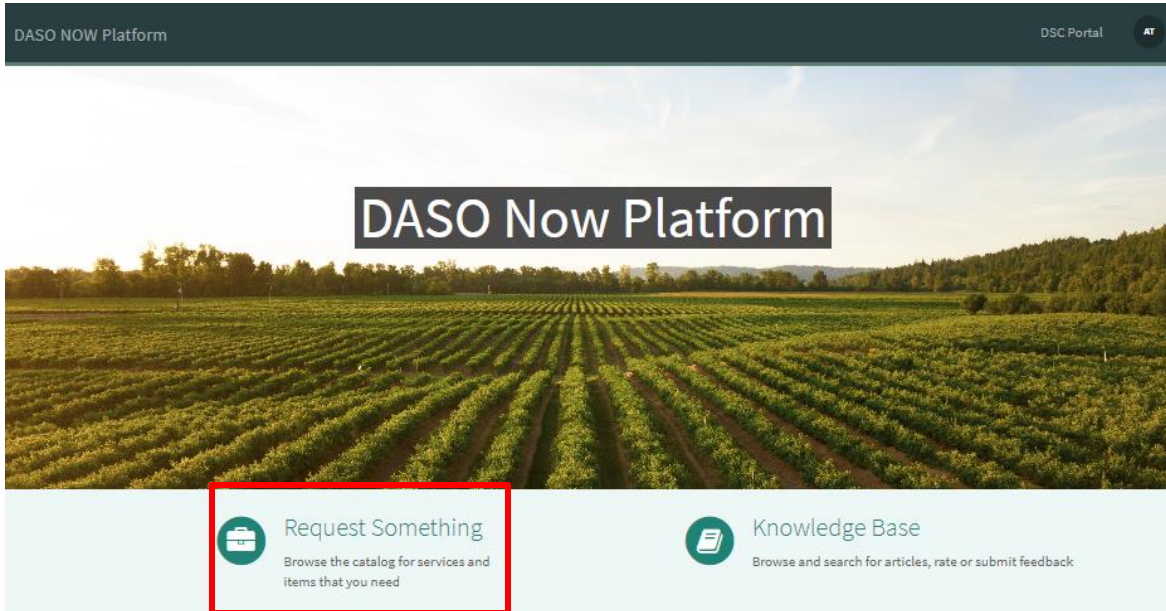 DASO NOW Platform
DSC Portal
AT
DASO Now Platform
Request Something
Browse the catalog for services and
items that you need
Knowledge Base
Browse and search for articles, rate or submit feedback